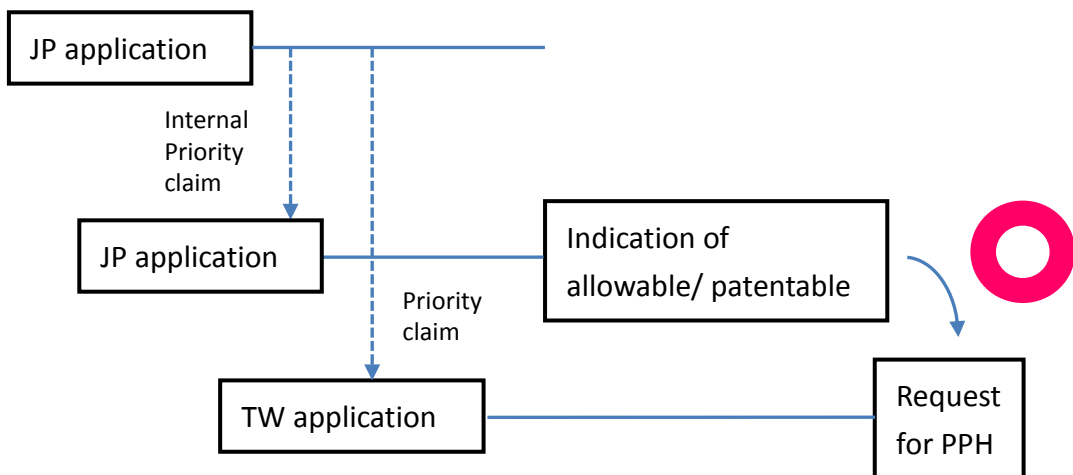 JP application
Internal
Priority
claim
JP application
Indication of
allowable/ patentable
Priority
claim
TW application
Request
for PPH